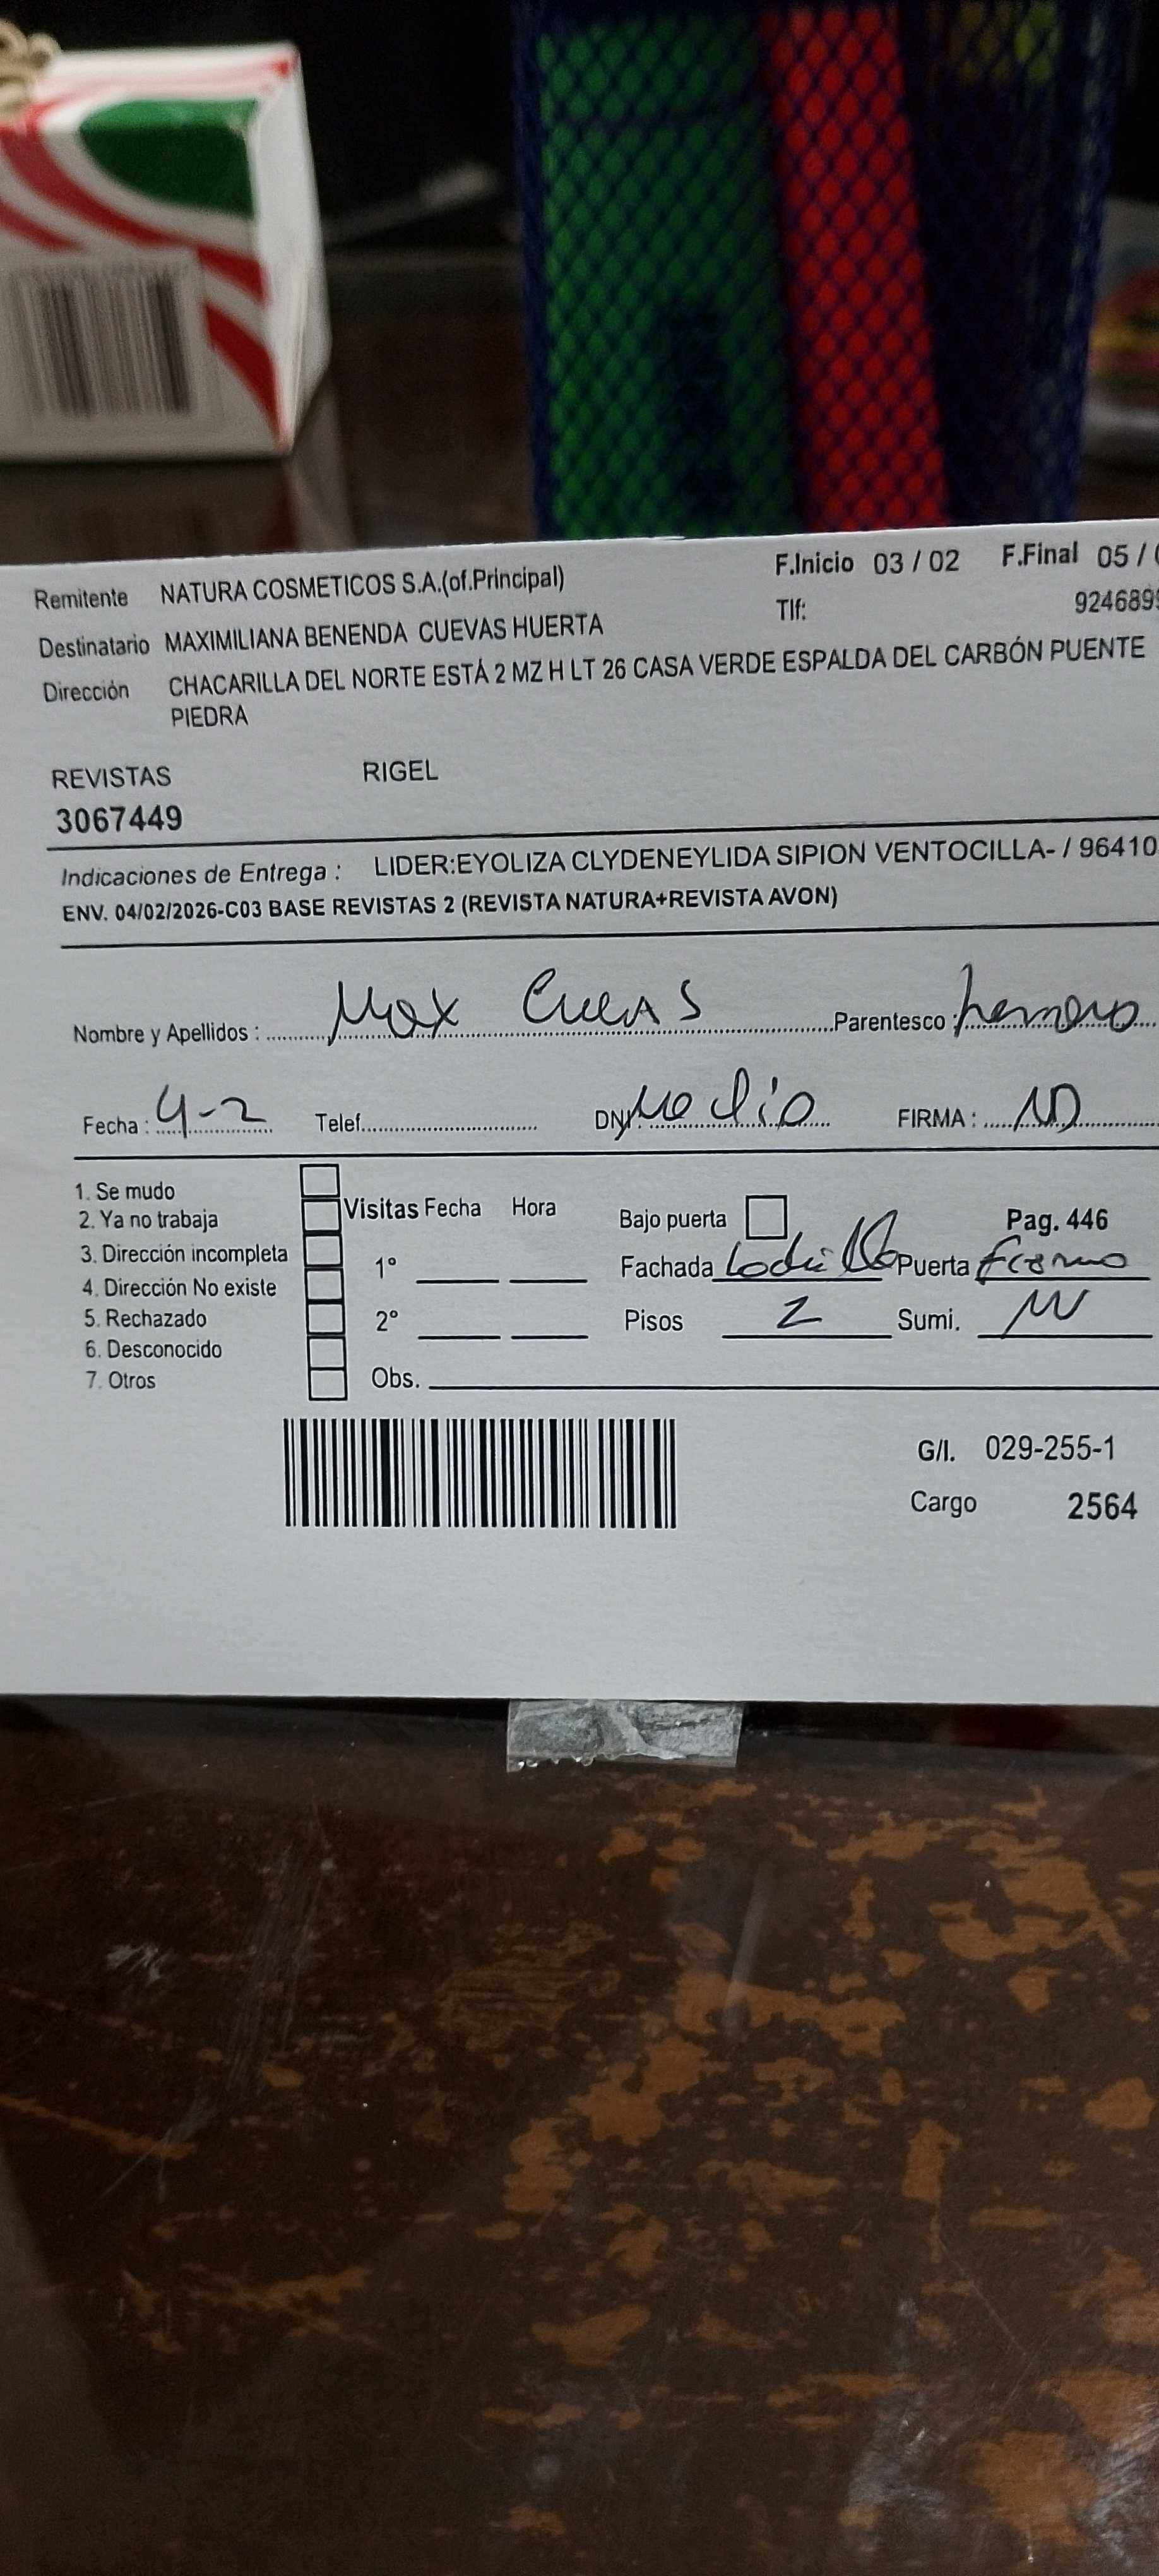 Remitente NATURA COSMETICOS S.A.(of.Principal) F.Inicio 03 / 02 F.Final 05 /
Tlf: 924689
Destinatario MAXIMILIANA BENENDA CUEVAS HUERTA
Dirección CHACARILLA DEL NORTE ESTÁ 2 MZ H LT 26 CASA VERDE ESPALDA DEL CARBÓN PUENTE
PIEDRA
REVISTAS RIGEL
3067449
Indicaciones de Entrega : LIDER:EYOLIZA CLYDENEYLIDA SIPION VENTOCILLA- / 96410
ENV. 04/02/2026-C03 BASE REVISTAS 2 (REVISTA NATURA+REVISTA AVON)
Nombre y Apellidos : Max Cuevas Parentesco : hermano
Fecha : 4-2 Telef. DNI FIRMA :
1. Se mudo
2. Ya no trabaja
3. Dirección incompleta
4. Dirección No existe
5. Rechazado
6. Desconocido
7. Otros
Visitas Fecha Hora
1°
2°
Obs.
Bajo puerta Pag. 446
Fachada Ladrillo Puerta Fierro
Pisos 2 Sumi.
G/I. 029-255-1
Cargo 2564